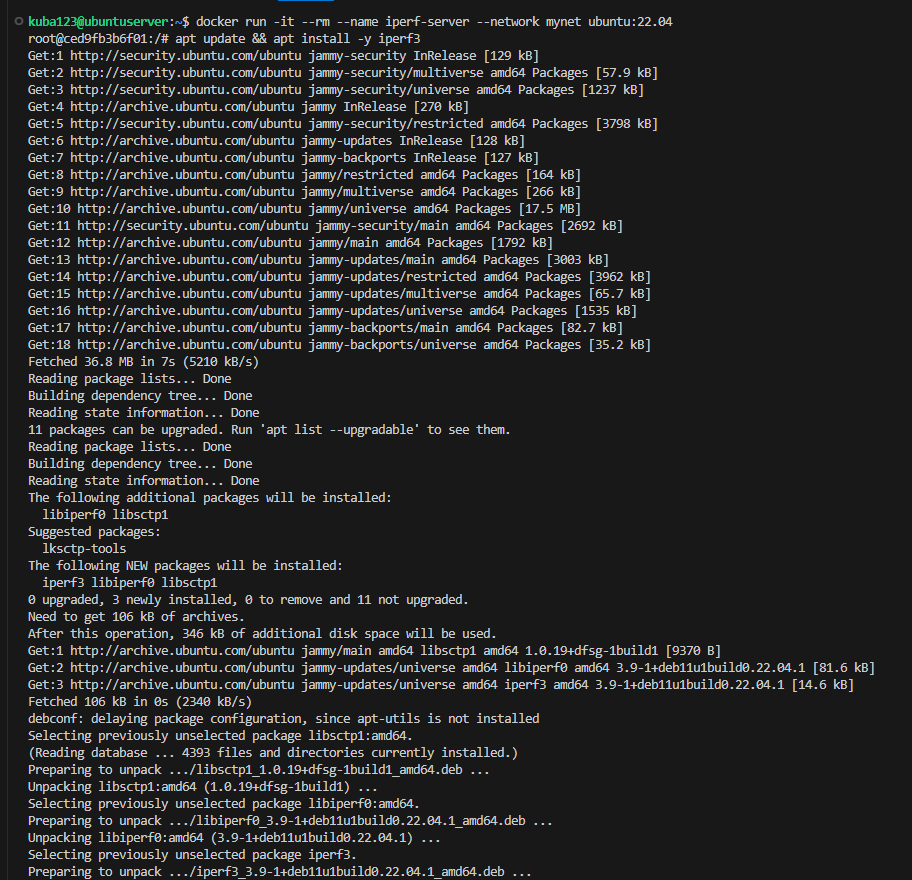 kuba123@ubuntuserver:~$ docker run -it --rm --name iperf-server --network mynet ubuntu:22.04
root@ced9fb3b6f01:/# apt update && apt install -y iperf3
Get:1 http://security.ubuntu.com/ubuntu jammy-security InRelease [129 kB]
Get:2 http://security.ubuntu.com/ubuntu jammy-security/multiverse amd64 Packages [57.9 kB]
Get:3 http://security.ubuntu.com/ubuntu jammy-security/universe amd64 Packages [1237 kB]
Get:4 http://archive.ubuntu.com/ubuntu jammy InRelease [270 kB]
Get:5 http://security.ubuntu.com/ubuntu jammy-security/restricted amd64 Packages [3798 kB]
Get:6 http://archive.ubuntu.com/ubuntu jammy-updates InRelease [128 kB]
Get:7 http://archive.ubuntu.com/ubuntu jammy-backports InRelease [127 kB]
Get:8 http://archive.ubuntu.com/ubuntu jammy/restricted amd64 Packages [164 kB]
Get:9 http://archive.ubuntu.com/ubuntu jammy/multiverse amd64 Packages [266 kB]
Get:10 http://archive.ubuntu.com/ubuntu jammy/universe amd64 Packages [17.5 MB]
Get:11 http://security.ubuntu.com/ubuntu jammy-security/main amd64 Packages [2692 kB]
Get:12 http://archive.ubuntu.com/ubuntu jammy/main amd64 Packages [1792 kB]
Get:13 http://archive.ubuntu.com/ubuntu jammy-updates/main amd64 Packages [3003 kB]
Get:14 http://archive.ubuntu.com/ubuntu jammy-updates/restricted amd64 Packages [3962 kB]
Get:15 http://archive.ubuntu.com/ubuntu jammy-updates/multiverse amd64 Packages [65.7 kB]
Get:16 http://archive.ubuntu.com/ubuntu jammy-updates/universe amd64 Packages [1535 kB]
Get:17 http://archive.ubuntu.com/ubuntu jammy-backports/main amd64 Packages [82.7 kB]
Get:18 http://archive.ubuntu.com/ubuntu jammy-backports/universe amd64 Packages [35.2 kB]
Fetched 36.8 MB in 7s (5210 kB/s)
Reading package lists... Done
Building dependency tree... Done
Reading state information... Done
11 packages can be upgraded. Run 'apt list --upgradable' to see them.
Reading package lists... Done
Building dependency tree... Done
Reading state information... Done
The following additional packages will be installed:
  libiperf0 libsctp1
Suggested packages:
  lksctp-tools
The following NEW packages will be installed:
  iperf3 libiperf0 libsctp1
0 upgraded, 3 newly installed, 0 to remove and 11 not upgraded.
Need to get 106 kB of archives.
After this operation, 346 kB of additional disk space will be used.
Get:1 http://archive.ubuntu.com/ubuntu jammy/main amd64 libsctp1 amd64 1.0.19+dfsg-1build1 [9370 B]
Get:2 http://archive.ubuntu.com/ubuntu jammy-updates/universe amd64 libiperf0 amd64 3.9-1+deb11u1build0.22.04.1 [81.6 kB]
Get:3 http://archive.ubuntu.com/ubuntu jammy-updates/universe amd64 iperf3 amd64 3.9-1+deb11u1build0.22.04.1 [14.6 kB]
Fetched 106 kB in 0s (2340 kB/s)
debconf: delaying package configuration, since apt-utils is not installed
Selecting previously unselected package libsctp1:amd64.
(Reading database ... 4393 files and directories currently installed.)
Preparing to unpack .../libsctp1_1.0.19+dfsg-1build1_amd64.deb ...
Unpacking libsctp1:amd64 (1.0.19+dfsg-1build1) ...
Selecting previously unselected package libiperf0:amd64.
Preparing to unpack .../libiperf0_3.9-1+deb11u1build0.22.04.1_amd64.deb ...
Unpacking libiperf0:amd64 (3.9-1+deb11u1build0.22.04.1) ...
Selecting previously unselected package iperf3.
Preparing to unpack .../iperf3_3.9-1+deb11u1build0.22.04.1_amd64.deb ...